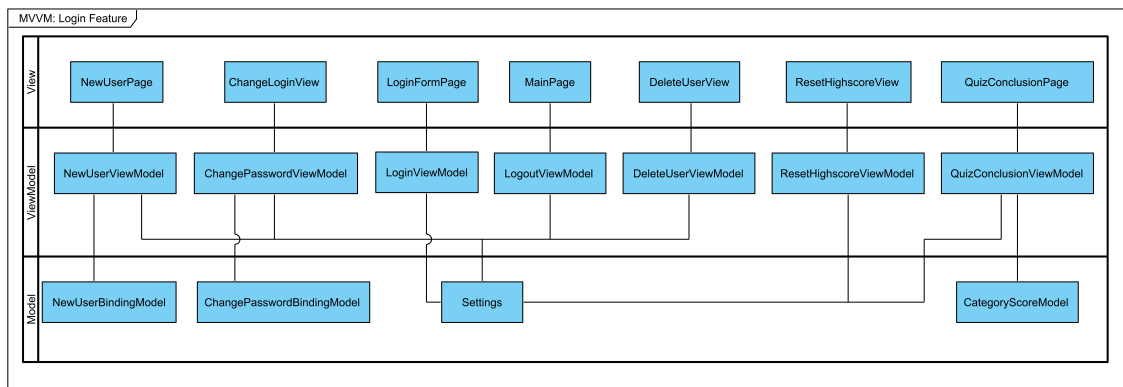 MVVM: Login Feature
View
NewUserPage
ChangeLoginView
LoginFormPage
MainPage
DeleteUserView
ResetHighscoreView
QuizConclusionPage
ViewModel
NewUserViewModel
ChangePasswordViewModel
LoginViewModel
LogoutViewModel
DeleteUserViewModel
ResetHighscoreViewModel
QuizConclusionViewModel
Model
NewUserBindingModel
ChangePasswordBindingModel
Settings
CategoryScoreModel